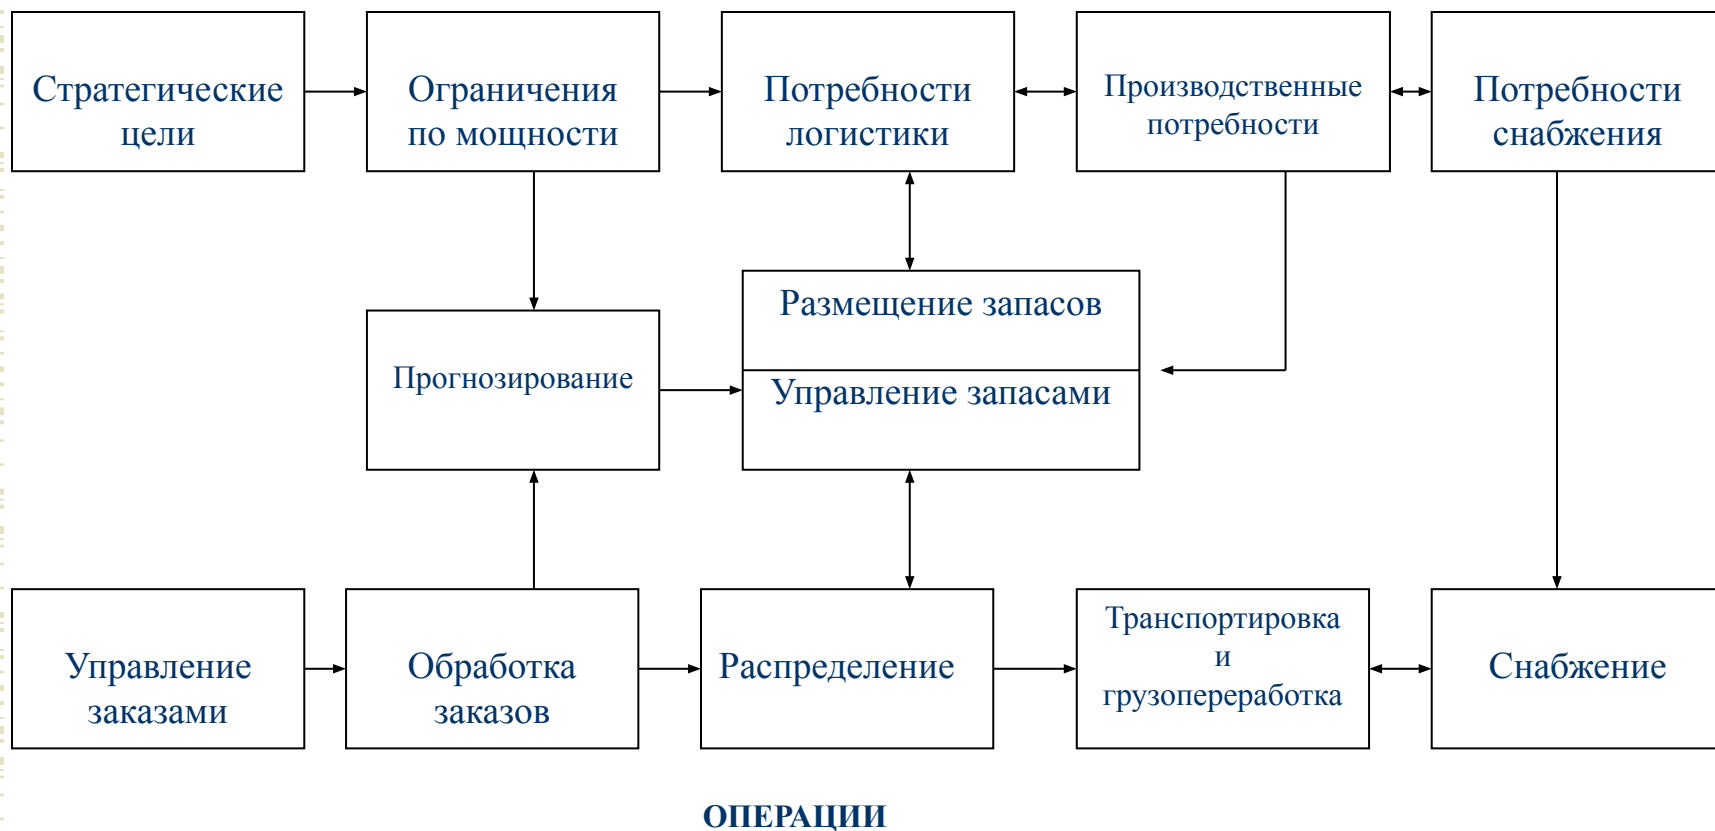 Стратегические
цели
Ограничения
по мощности
Потребности
логистики
Производственные
потребности
Потребности
снабжения
Прогнозирование
Размещение запасов
Управление запасами
Управление
заказами
Обработка
заказов
Распределение
Транспортировка
и
грузопереработка
Снабжение
ОПЕРАЦИИ